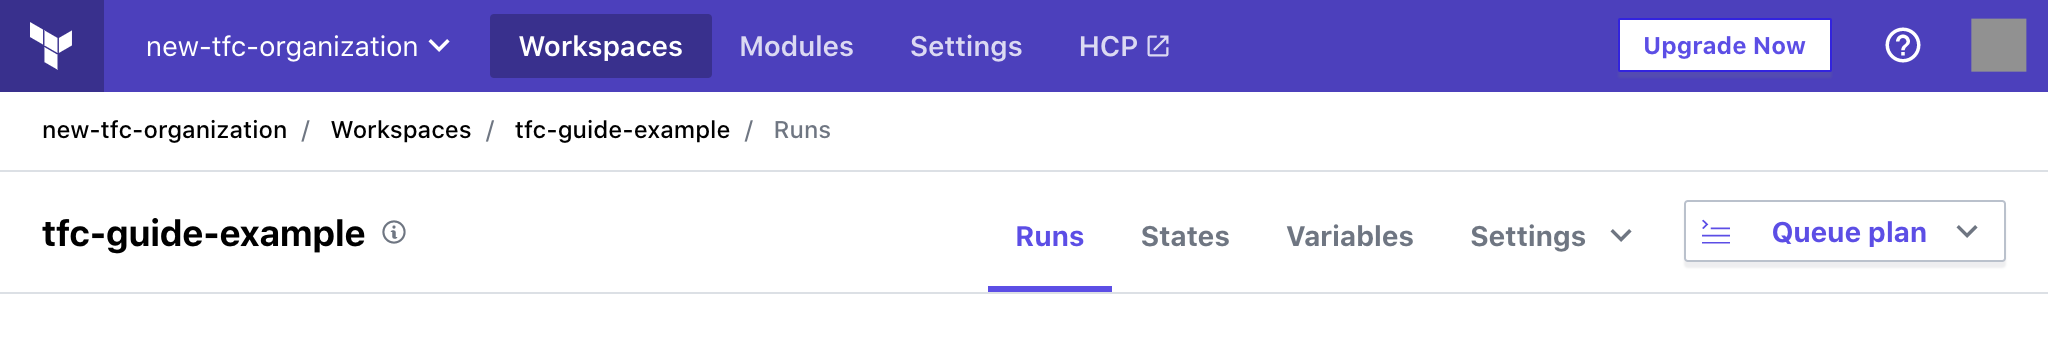 new-tfc-organization Workspaces Modules Settings HCP Upgrade Now
new-tfc-organization / Workspaces / tfc-guide-example / Runs
tfc-guide-example Runs States Variables Settings Queue plan